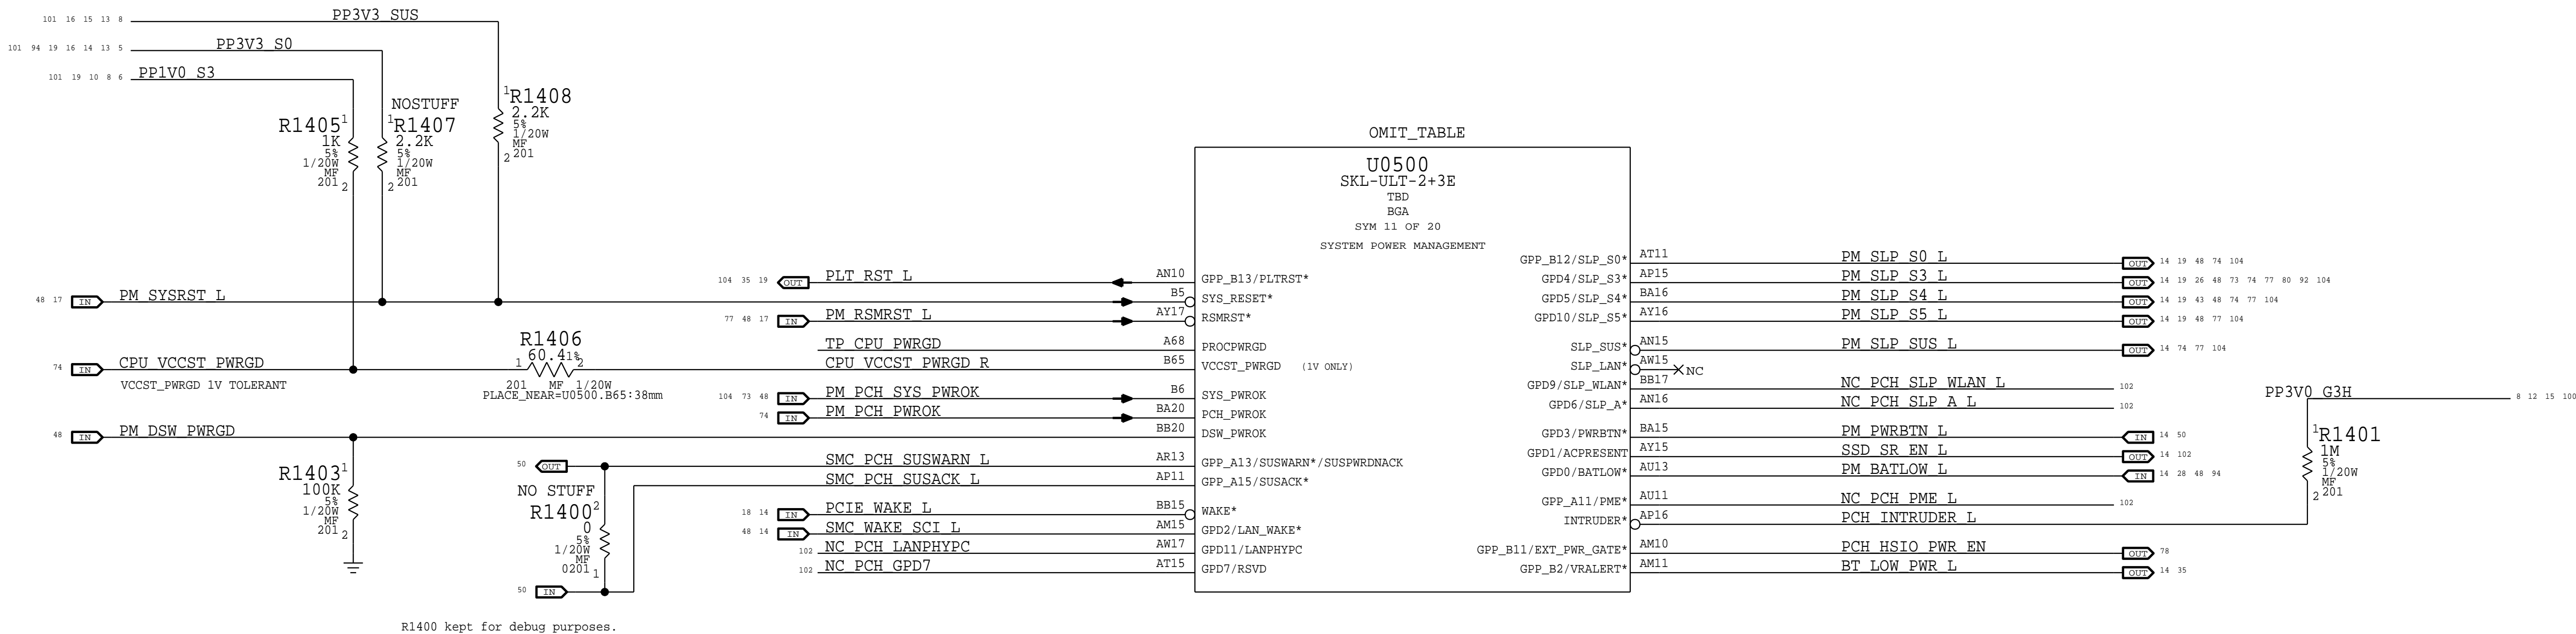 101 16 15 13 8 PP3V3 SUS
101 94 19 16 14 13 5 PP3V3 S0
101 19 10 8 6 PP1V0 S3
NOSTUFF
R1405 1
1K
5%
1/20W
MF
201 2
1 R1407
2.2K
5%
1/20W
MF
2 201
1 R1408
2.2K
5%
1/20W
MF
2 201
48 17 IN PM_SYSRST_L
74 IN CPU_VCCST_PWRGD
VCCST_PWRGD 1V TOLERANT
R1406
1 60.4 1% 2
201 MF 1/20W
PLACE_NEAR=U0500.B65:38mm
48 IN PM_DSW_PWRGD
R1403 1
100K
5%
1/20W
MF
201 2
50 OUT
NO STUFF
R1400 2
0
5%
1/20W
MF
0201 1
50 IN
R1400 kept for debug purposes.
OMIT_TABLE
U0500
SKL-ULT-2+3E
TBD
BGA
SYM 11 OF 20
SYSTEM POWER MANAGEMENT
104 35 19 OUT PLT_RST_L AN10 GPP_B13/PLTRST*
B5 SYS_RESET*
77 48 17 IN PM_RSMRST_L AY17 RSMRST*
TP_CPU_PWRGD A68 PROCPWRGD
CPU_VCCST_PWRGD_R B65 VCCST_PWRGD (1V ONLY)
104 73 48 IN PM_PCH_SYS_PWROK B6 SYS_PWROK
74 IN PM_PCH_PWROK BA20 PCH_PWROK
BB20 DSW_PWROK
SMC_PCH_SUSWARN_L AR13 GPP_A13/SUSWARN*/SUSPWRDNACK
SMC_PCH_SUSACK_L AP11 GPP_A15/SUSACK*
18 14 IN PCIE_WAKE_L BB15 WAKE*
48 14 IN SMC_WAKE_SCI_L AM15 GPD2/LAN_WAKE*
102 NC_PCH_LANPHYPC AW17 GPD11/LANPHYPC
102 NC_PCH_GPD7 AT15 GPD7/RSVD
GPP_B12/SLP_S0* AT11 PM_SLP_S0_L OUT 14 19 48 74 104
GPD4/SLP_S3* AP15 PM_SLP_S3_L OUT 14 19 26 48 73 74 77 80 92 104
GPD5/SLP_S4* BA16 PM_SLP_S4_L OUT 14 19 43 48 74 77 104
GPD10/SLP_S5* AY16 PM_SLP_S5_L OUT 14 19 48 77 104
SLP_SUS* AN15 PM_SLP_SUS_L OUT 14 74 77 104
SLP_LAN* AW15 NC
GPD9/SLP_WLAN* BB17 NC_PCH_SLP_WLAN_L 102
GPD6/SLP_A* AN16 NC_PCH_SLP_A_L 102
GPD3/PWRBTN* BA15 PM_PWRBTN_L IN 14 50
GPD1/ACPRESENT AY15 SSD_SR_EN_L OUT 14 102
GPD0/BATLOW* AU13 PM_BATLOW_L IN 14 28 48 94
GPP_A11/PME* AU11 NC_PCH_PME_L 102
INTRUDER* AP16 PCH_INTRUDER_L
GPP_B11/EXT_PWR_GATE* AM10 PCH_HSIO_PWR_EN OUT 78
GPP_B2/VRALERT* AM11 BT_LOW_PWR_L OUT 14 35
PP3V0_G3H 8 12 15 100
1 R1401
1M
5%
1/20W
MF
2 201